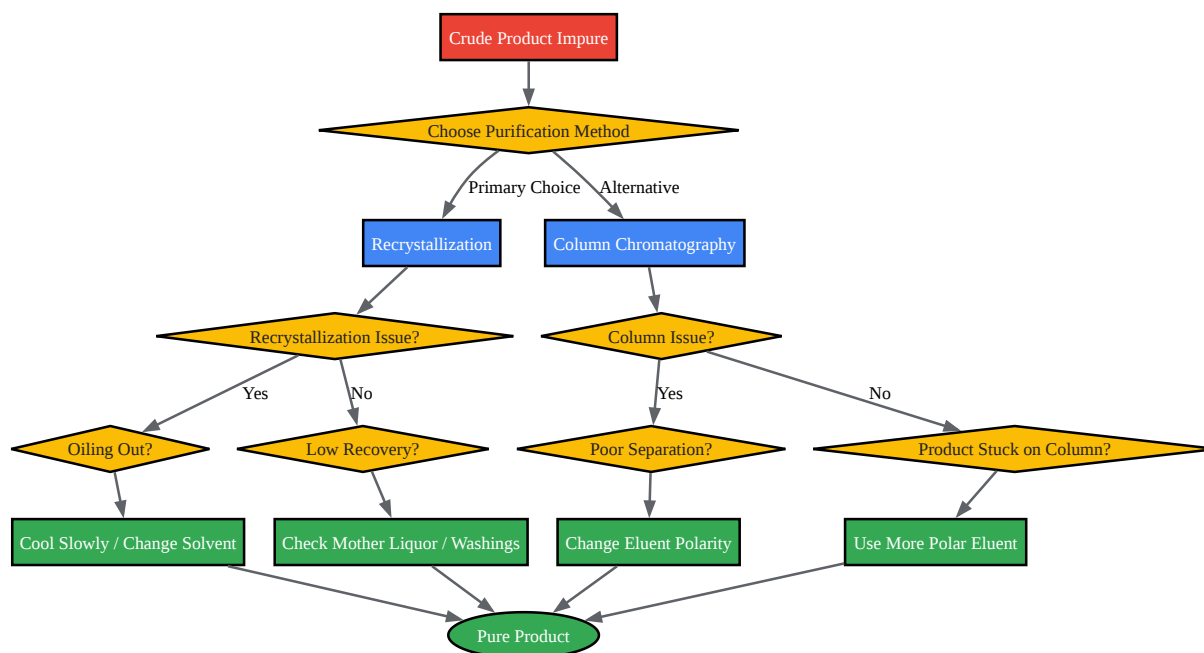 Crude Product Impure
Choose Purification Method
Primary Choice
Alternative
Recrystallization
Column Chromatography
Recrystallization Issue?
Column Issue?
Yes
No
Yes
No
Oiling Out?
Low Recovery?
Poor Separation?
Product Stuck on Column?
Cool Slowly / Change Solvent
Check Mother Liquor / Washings
Change Eluent Polarity
Use More Polar Eluent
Pure Product